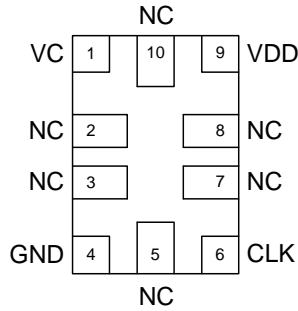 NC
VC 1 10 9 VDD
NC 2 8 NC
NC 3 7 NC
GND 4 5 6 CLK
NC